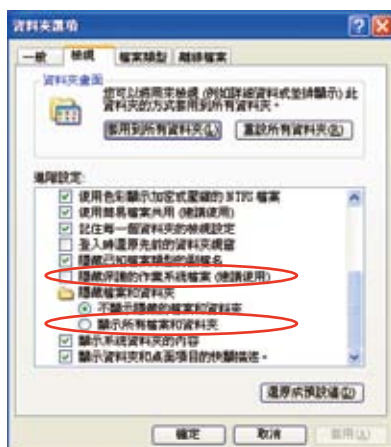 資料夾選項
一般 檢視 檔案類型 離線檔案
資料夾畫面
您可以將用來檢視 (例如詳細資料或並排顯示) 此
資料夾的方式套用到所有資料夾。
套用到所有資料夾(L) 重設所有資料夾(R)
進階設定:
使用色彩顯示加密或壓縮的 NTFS 檔案
使用簡易檔案共用 (建議使用)
記住每一個資料夾的檢視設定
登入時還原先前的資料夾視窗
隱藏已知檔案類型的副檔名
隱藏保護的作業系統檔案 (建議使用)
隱藏檔案和資料夾
不顯示隱藏的檔案和資料夾
顯示所有檔案和資料夾
顯示系統資料夾的內容
顯示資料夾和桌面項目的快顯描述。
還原成預設值(D)
確定 取消 套用(A)